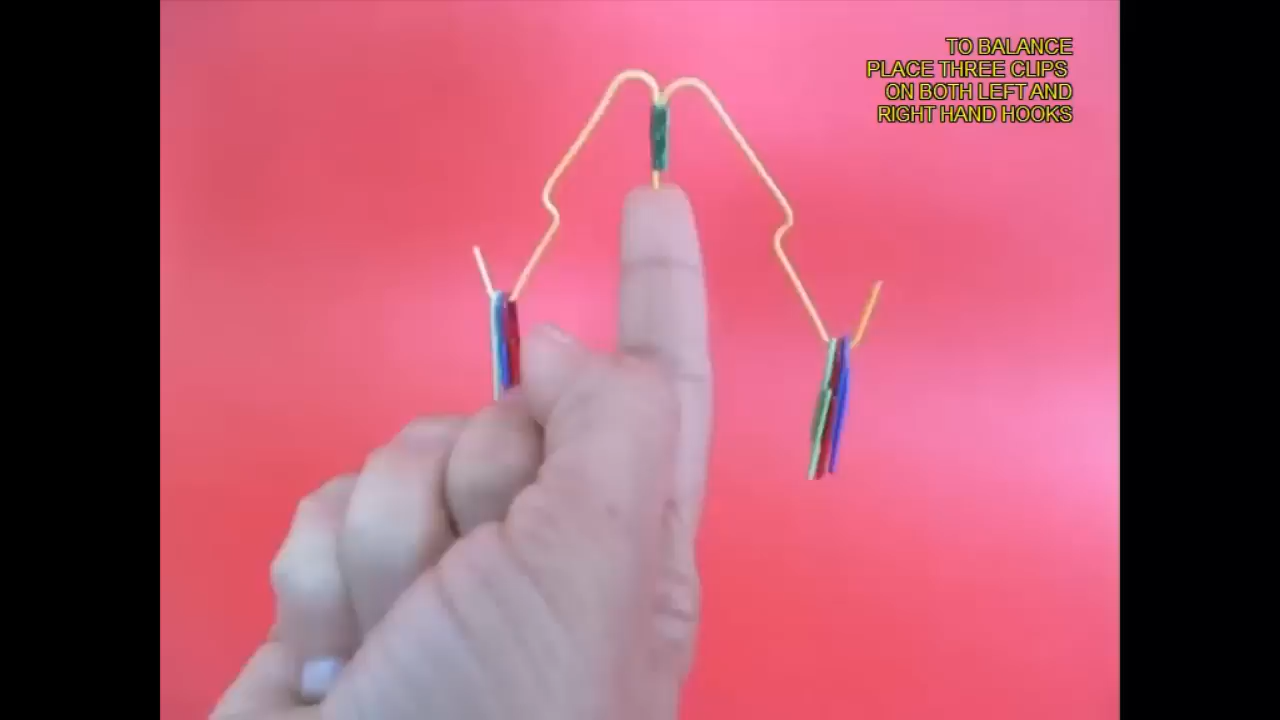 TO BALANCE
PLACE THREE CLIPS
ON BOTH LEFT AND
RIGHT HAND HOOKS